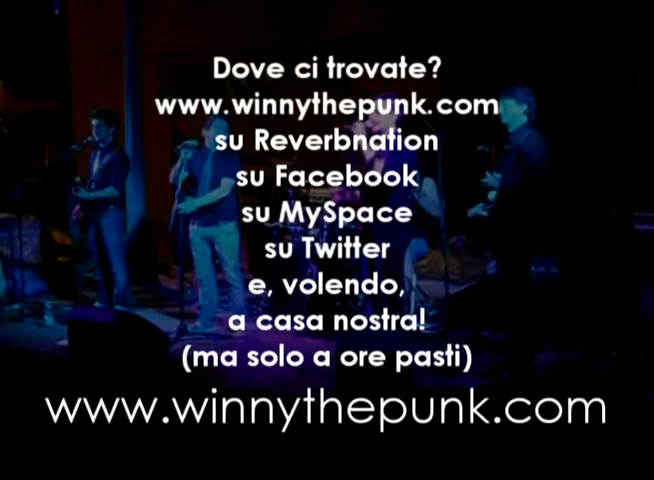 Dove ci trovate?
www.winnythepunk.com
su Reverbnation
su Facebook
su MySpace
su Twitter
e, volendo,
a casa nostra!
(ma solo a ore pasti)
www.winnythepunk.com